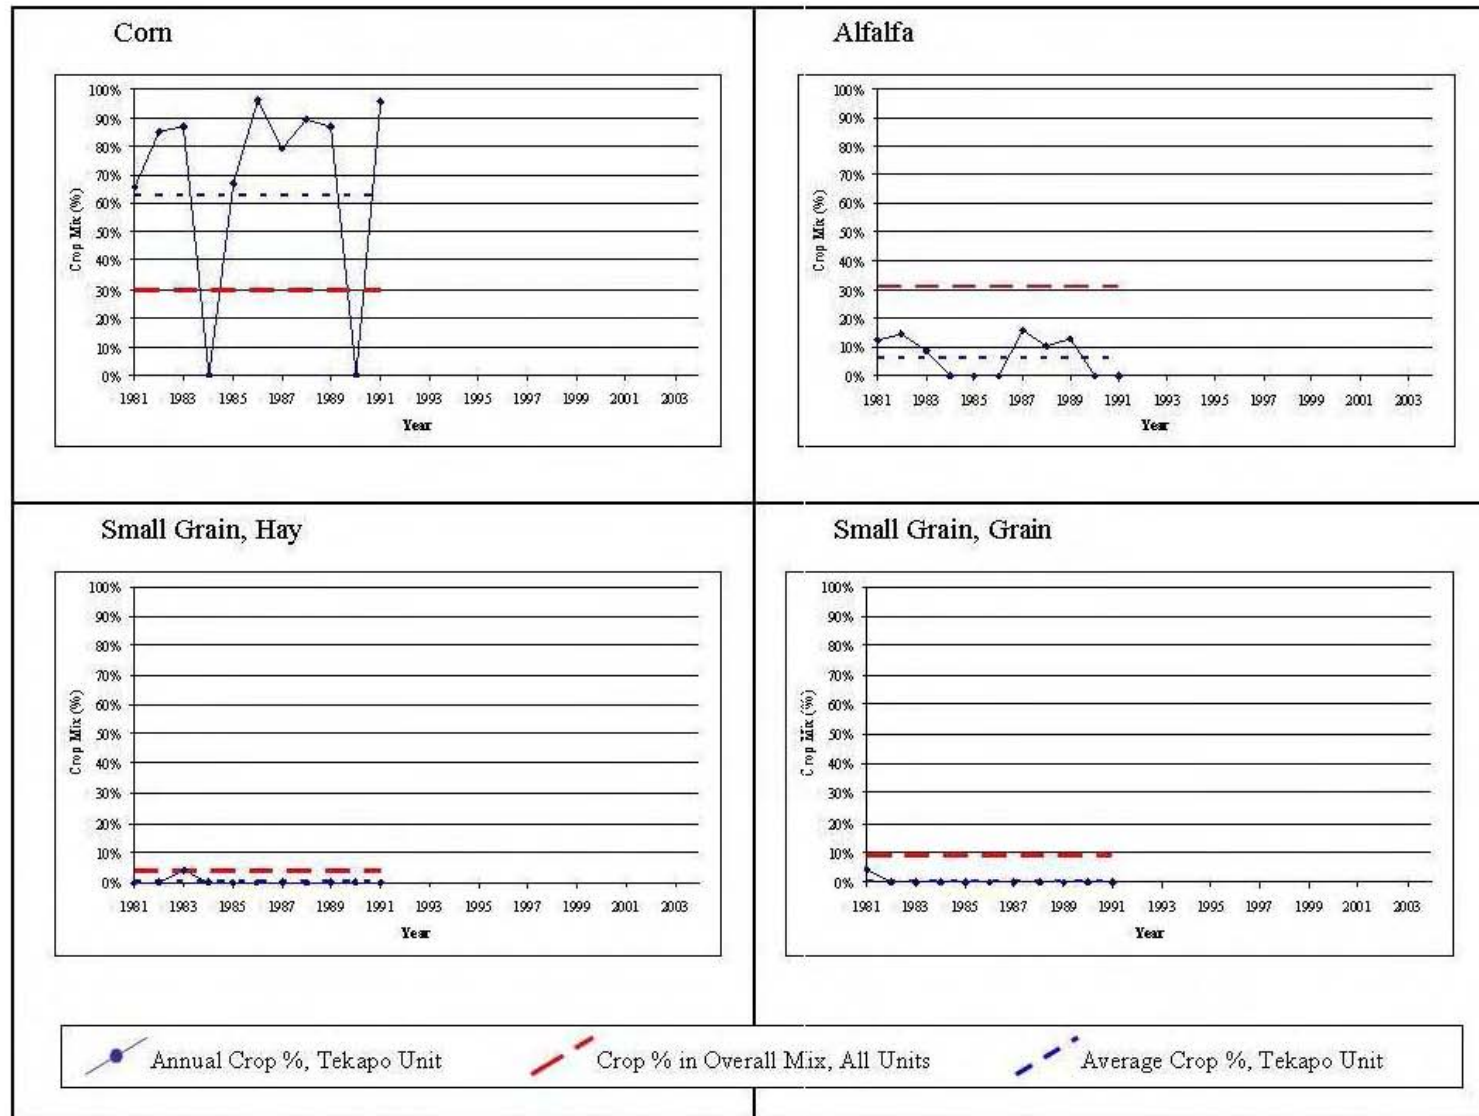 Corn
Alfalfa
100%
90%
80%
70%
60%
50%
40%
30%
20%
10%
0%
Crop Mix (%)
1981 1983 1985 1987 1989 1991 1993 1995 1997 1999 2001 2003
Year
100%
90%
80%
70%
60%
50%
40%
30%
20%
10%
0%
Crop Mix (%)
1981 1983 1985 1987 1989 1991 1993 1995 1997 1999 2001 2003
Year
Small Grain, Hay
Small Grain, Grain
100%
90%
80%
70%
60%
50%
40%
30%
20%
10%
0%
Crop Mix (%)
1981 1983 1985 1987 1989 1991 1993 1995 1997 1999 2001 2003
Year
100%
90%
80%
70%
60%
50%
40%
30%
20%
10%
0%
Crop Mix (%)
1981 1983 1985 1987 1989 1991 1993 1995 1997 1999 2001 2003
Year
Annual Crop %, Tekapo Unit
Crop % in Overall Mix, All Units
Average Crop %, Tekapo Unit